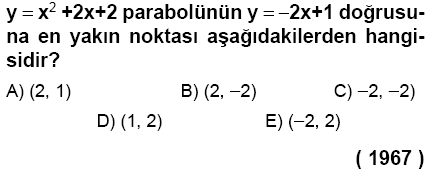 y = x² +2x+2 parabolünün y = –2x+1 doğrusu-
na en yakın noktası aşağıdakilerden hangi-
sidir?
A) (2, 1) B) (2, –2) C) –2, –2)
D) (1, 2) E) (–2, 2)
( 1967 )